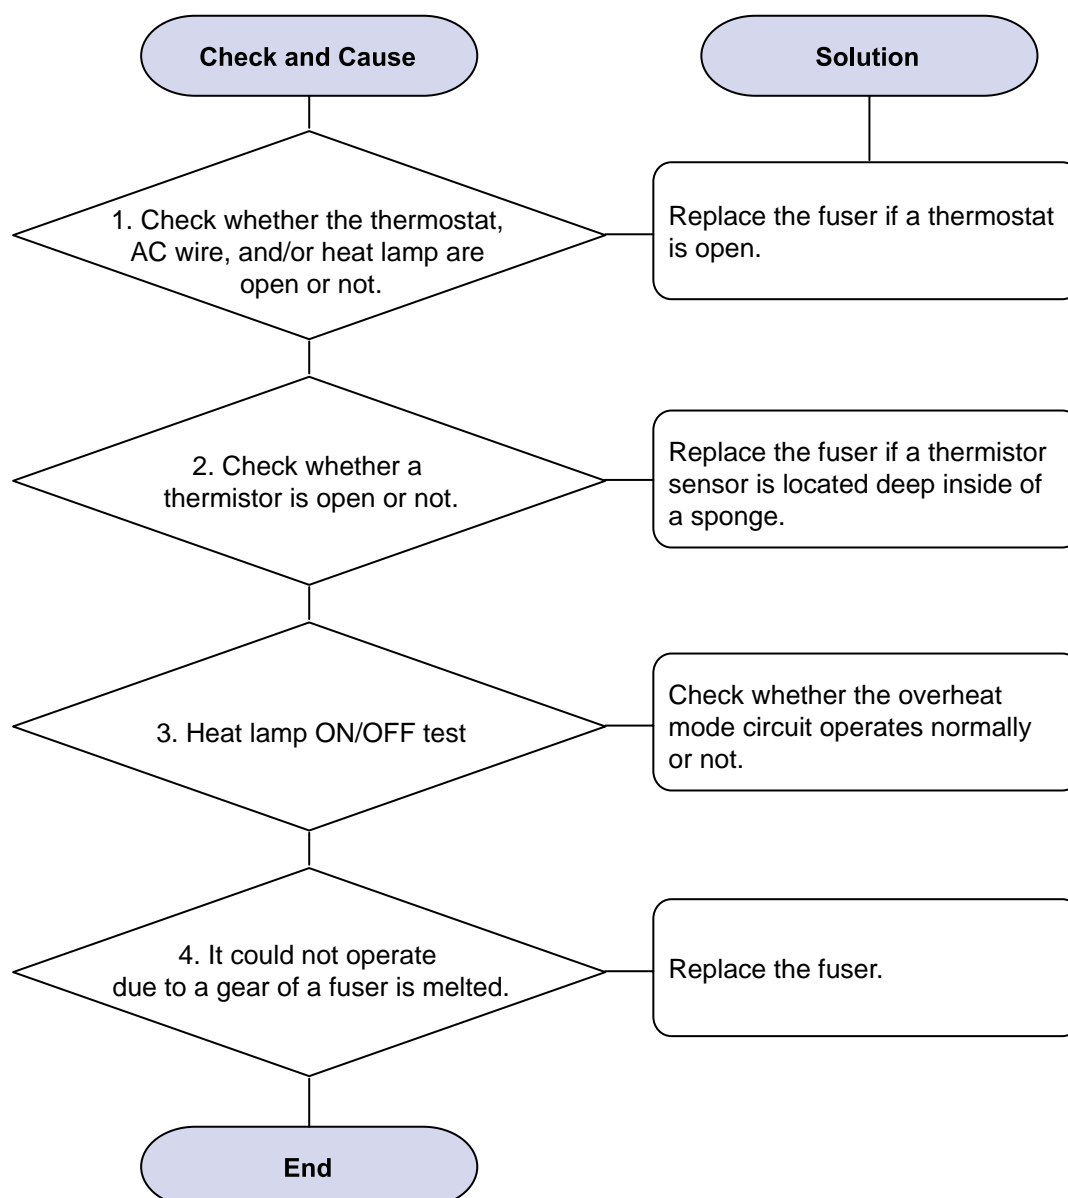 Check and Cause
Solution
1. Check whether the thermostat,
AC wire, and/or heat lamp are
open or not.
Replace the fuser if a thermostat
is open.
2. Check whether a
thermistor is open or not.
Replace the fuser if a thermistor
sensor is located deep inside of
a sponge.
3. Heat lamp ON/OFF test
Check whether the overheat
mode circuit operates normally
or not.
4. It could not operate
due to a gear of a fuser is melted.
Replace the fuser.
End